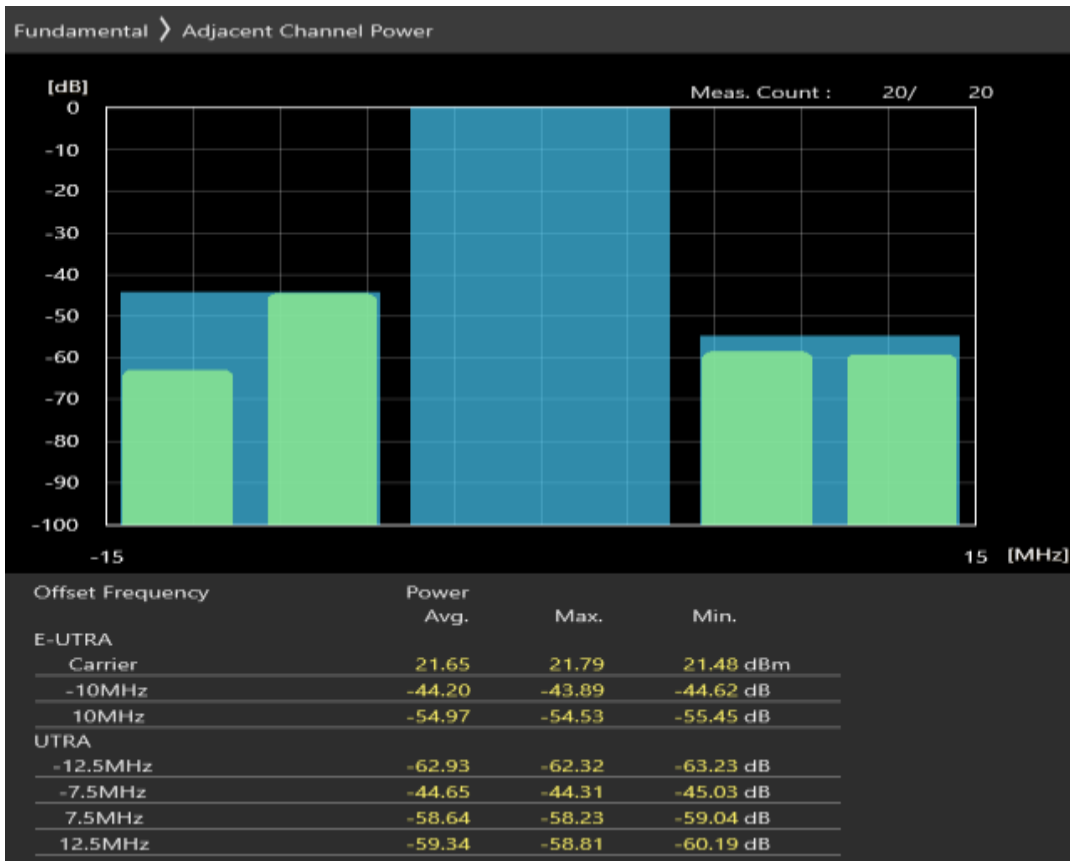 Fundamental 〉 Adjacent Channel Power
[dB]
Meas. Count : 20/ 20
0
-10
-20
-30
-40
-50
-60
-70
-80
-90
-100
-15 15 [MHz]
Offset Frequency Power
Avg. Max. Min.
E-UTRA
Carrier 21.65 21.79 21.48 dBm
-10MHz -44.20 -43.89 -44.62 dB
10MHz -54.97 -54.53 -55.45 dB
UTRA
-12.5MHz -62.93 -62.32 -63.23 dB
-7.5MHz -44.65 -44.31 -45.03 dB
7.5MHz -58.64 -58.23 -59.04 dB
12.5MHz -59.34 -58.81 -60.19 dB